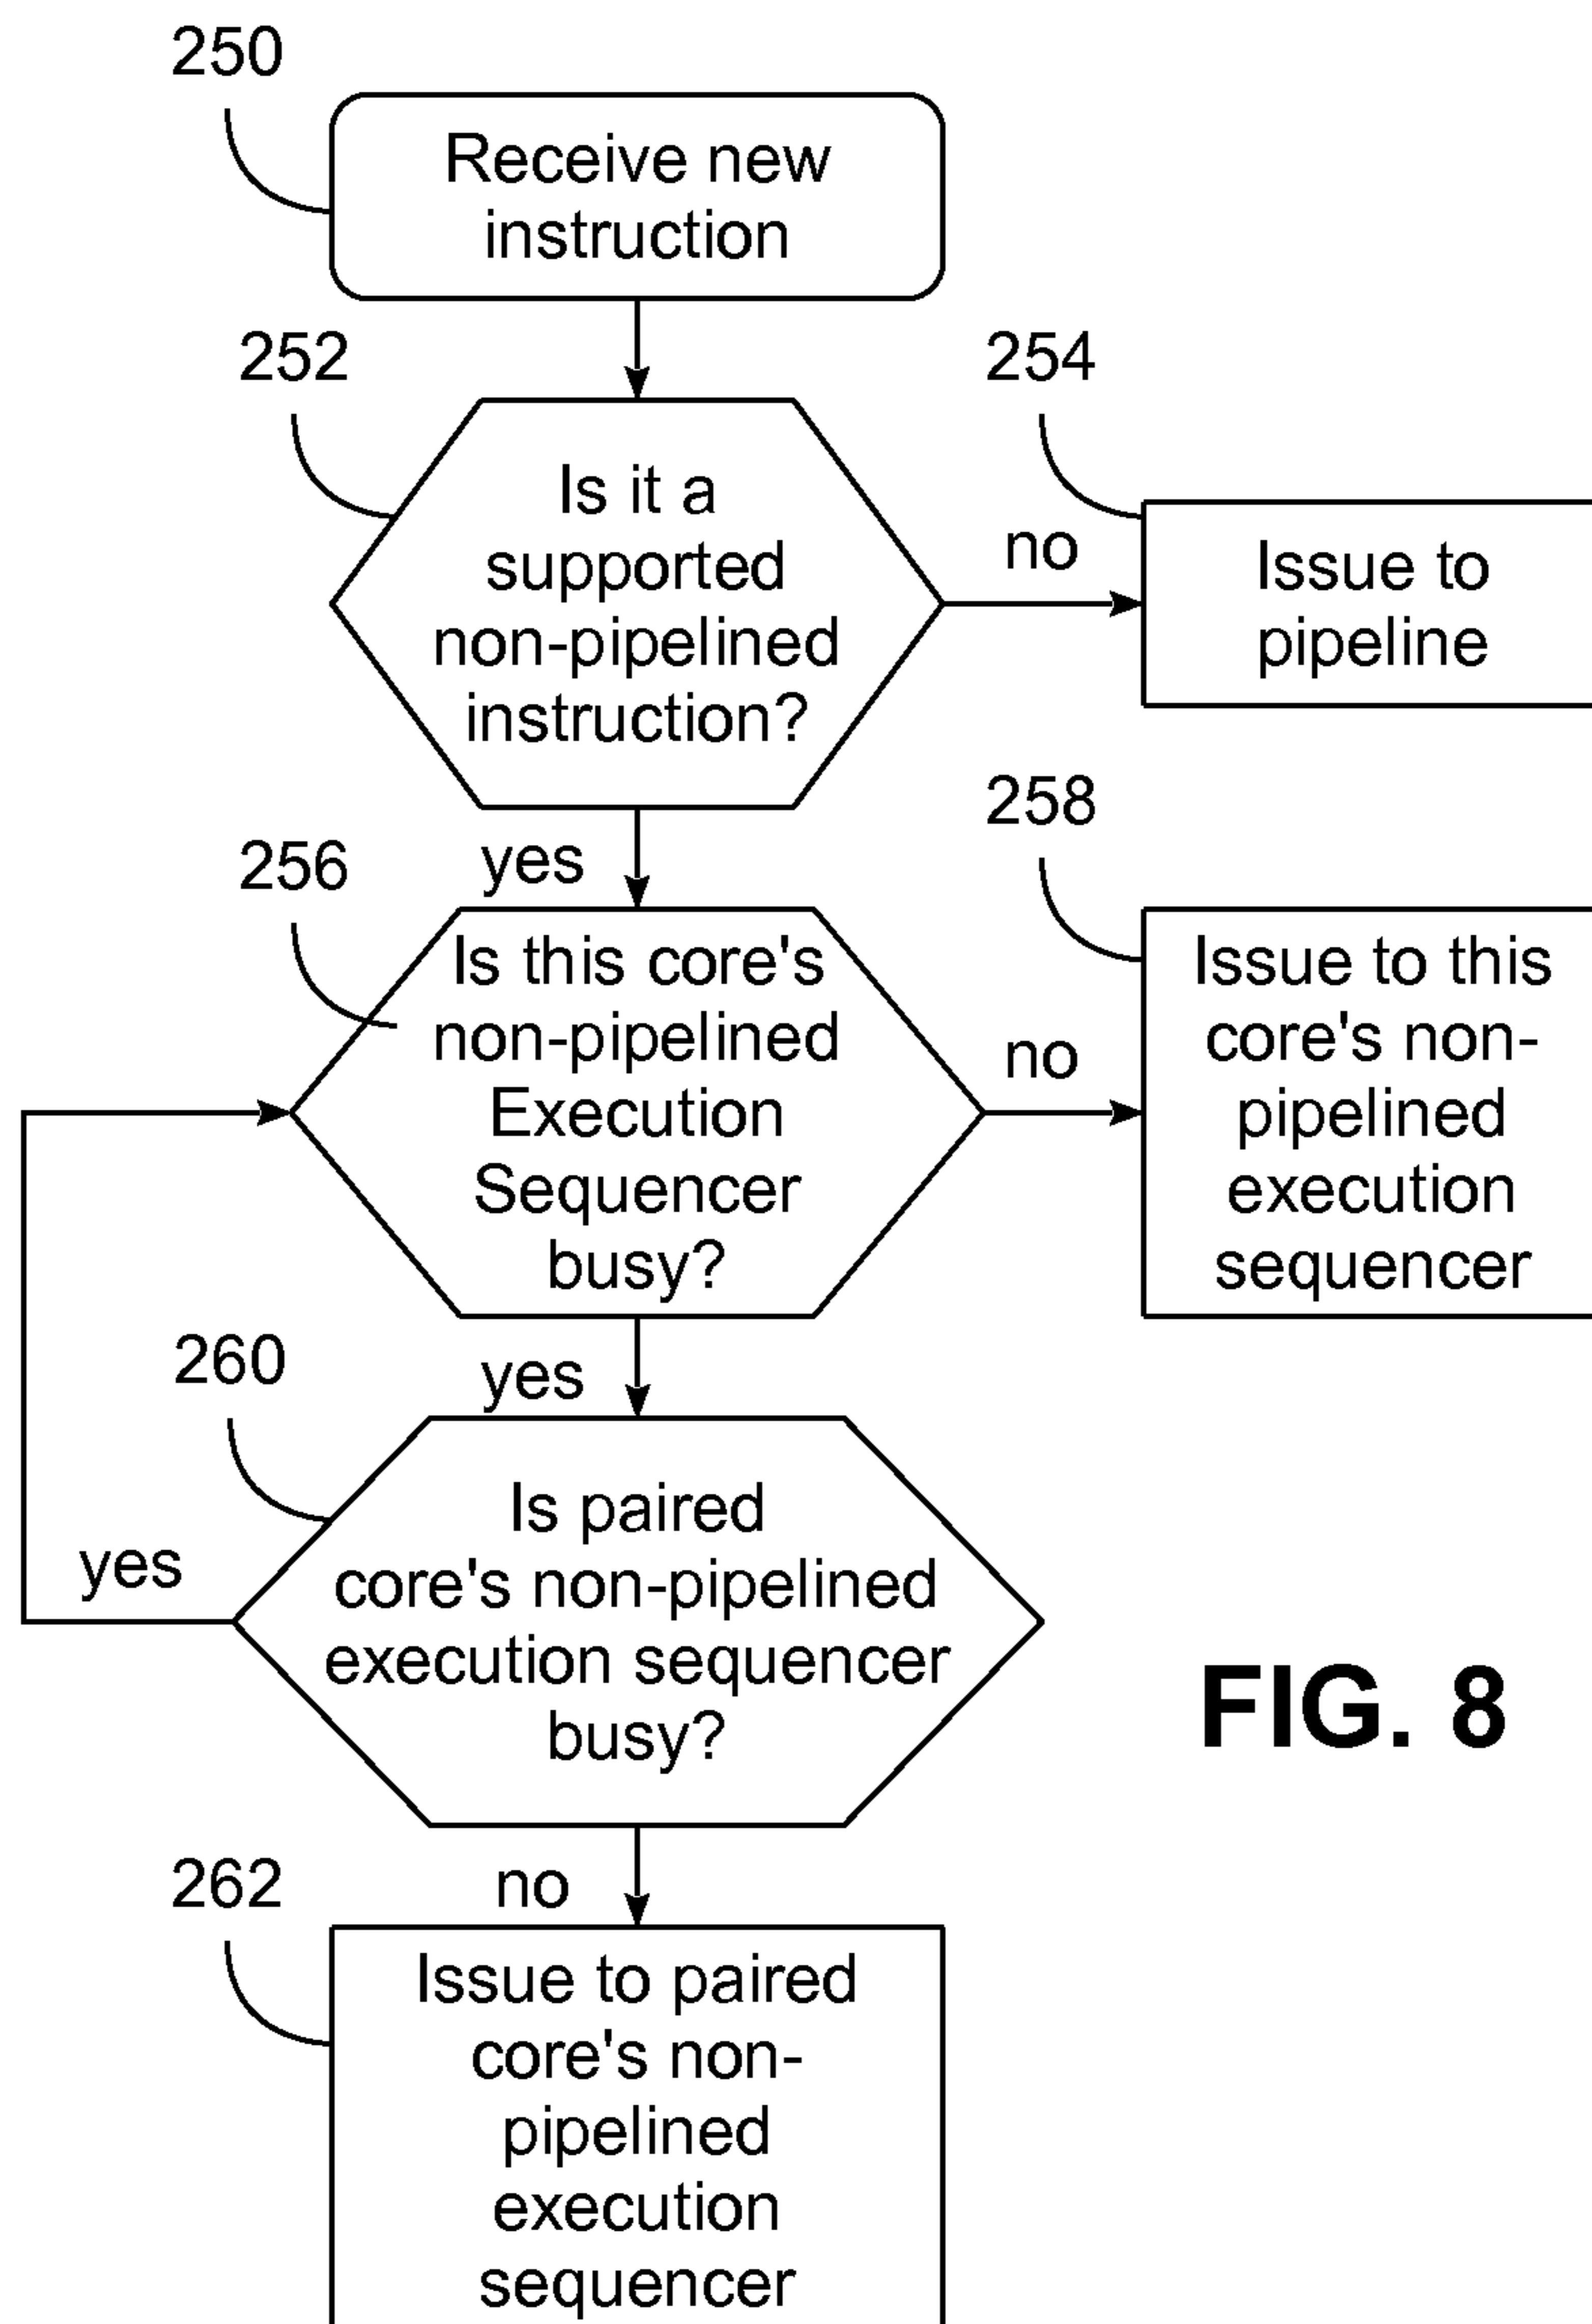 250
Receive new
instruction
252
Is it a
supported
non-pipelined
instruction?
no
254
Issue to
pipeline
yes
256
Is this core's
non-pipelined
Execution
Sequencer
busy?
no
258
Issue to this
core's non-
pipelined
execution
sequencer
yes
260
Is paired
core's non-pipelined
execution sequencer
busy?
yes
no
262
Issue to paired
core's non-
pipelined
execution
sequencer
FIG. 8